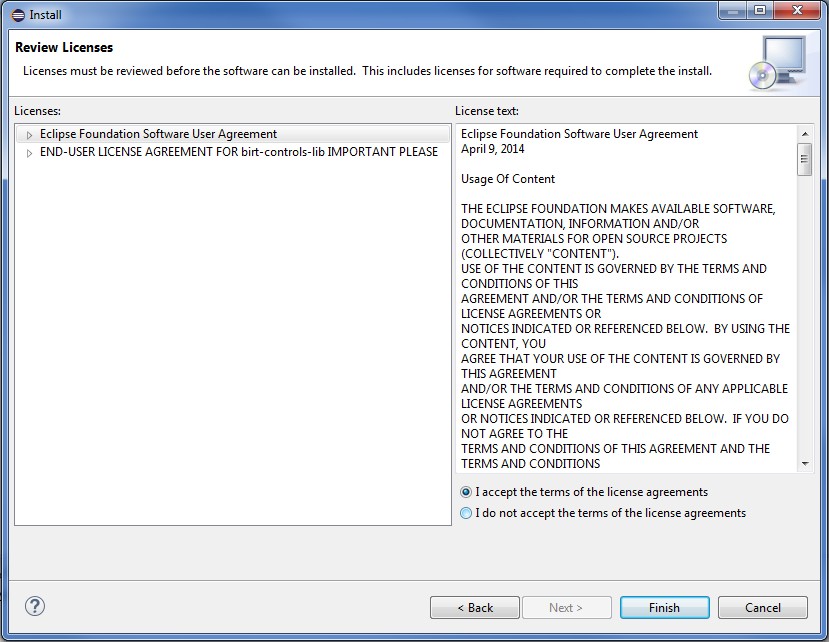 Install
Review Licenses
Licenses must be reviewed before the software can be installed.  This includes licenses for software required to complete the install.
Licenses:
Eclipse Foundation Software User Agreement
END-USER LICENSE AGREEMENT FOR birt-controls-lib IMPORTANT PLEASE
License text:
Eclipse Foundation Software User Agreement
April 9, 2014
Usage Of Content
THE ECLIPSE FOUNDATION MAKES AVAILABLE SOFTWARE,
DOCUMENTATION, INFORMATION AND/OR
OTHER MATERIALS FOR OPEN SOURCE PROJECTS
(COLLECTIVELY "CONTENT").
USE OF THE CONTENT IS GOVERNED BY THE TERMS AND
CONDITIONS OF THIS
AGREEMENT AND/OR THE TERMS AND CONDITIONS OF
LICENSE AGREEMENTS OR
NOTICES INDICATED OR REFERENCED BELOW.  BY USING THE
CONTENT, YOU
AGREE THAT YOUR USE OF THE CONTENT IS GOVERNED BY
THIS AGREEMENT
AND/OR THE TERMS AND CONDITIONS OF ANY APPLICABLE
LICENSE AGREEMENTS
OR NOTICES INDICATED OR REFERENCED BELOW.  IF YOU DO
NOT AGREE TO THE
TERMS AND CONDITIONS OF THIS AGREEMENT AND THE
TERMS AND CONDITIONS
I accept the terms of the license agreements
I do not accept the terms of the license agreements
?
< Back
Next >
Finish
Cancel